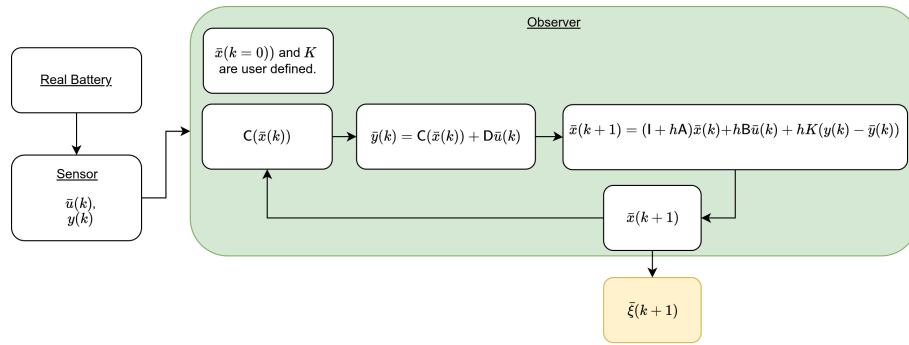 Observer
x̄(k = 0)) and K
are user defined.
Real Battery
C(x̄(k))
ȳ(k) = C(x̄(k)) + Dū(k)
x̄(k + 1) = (I + hA)x̄(k)+hBū(k) + hK(y(k) − ȳ(k))
Sensor
ū(k),
y(k)
x̄(k + 1)
ξ̄(k + 1)